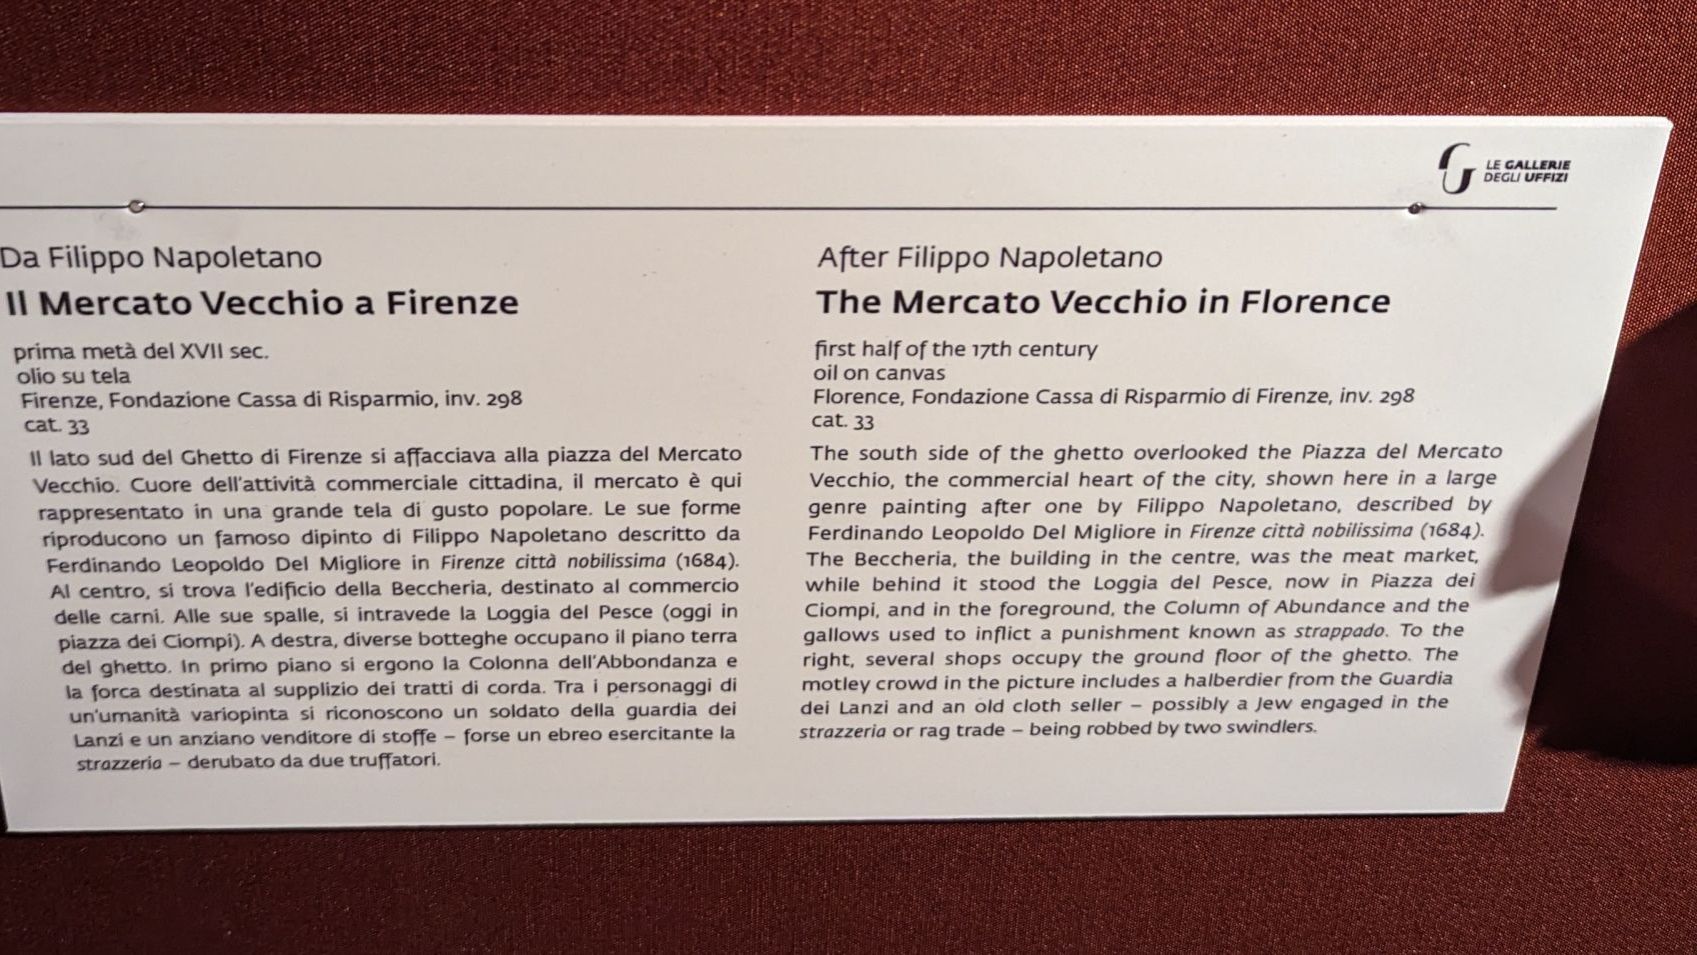 LE GALLERIE
DEGLI UFFIZI
Da Filippo Napoletano
Il Mercato Vecchio a Firenze
prima metà del XVII sec.
olio su tela
Firenze, Fondazione Cassa di Risparmio, inv. 298
cat. 33
Il lato sud del Ghetto di Firenze si affacciava alla piazza del Mercato
Vecchio. Cuore dell'attività commerciale cittadina, il mercato è qui
rappresentato in una grande tela di gusto popolare. Le sue forme
riproducono un famoso dipinto di Filippo Napoletano descritto da
Ferdinando Leopoldo Del Migliore in Firenze città nobilissima (1684).
Al centro, si trova l'edificio della Beccheria, destinato al commercio
delle carni. Alle sue spalle, si intravede la Loggia del Pesce (oggi in
piazza dei Ciompi). A destra, diverse botteghe occupano il piano terra
del ghetto. In primo piano si ergono la Colonna dell'Abbondanza e
la forca destinata al supplizio dei tratti di corda. Tra i personaggi di
un'umanità variopinta si riconoscono un soldato della guardia dei
Lanzi e un anziano venditore di stoffe – forse un ebreo esercitante la
strazzeria – derubato da due truffatori.
After Filippo Napoletano
The Mercato Vecchio in Florence
first half of the 17th century
oil on canvas
Florence, Fondazione Cassa di Risparmio di Firenze, inv. 298
cat. 33
The south side of the ghetto overlooked the Piazza del Mercato
Vecchio, the commercial heart of the city, shown here in a large
genre painting after one by Filippo Napoletano, described by
Ferdinando Leopoldo Del Migliore in Firenze città nobilissima (1684).
The Beccheria, the building in the centre, was the meat market,
while behind it stood the Loggia del Pesce, now in Piazza dei
Ciompi, and in the foreground, the Column of Abundance and the
gallows used to inflict a punishment known as strappado. To the
right, several shops occupy the ground floor of the ghetto. The
motley crowd in the picture includes a halberdier from the Guardia
dei Lanzi and an old cloth seller – possibly a Jew engaged in the
strazzeria or rag trade – being robbed by two swindlers.